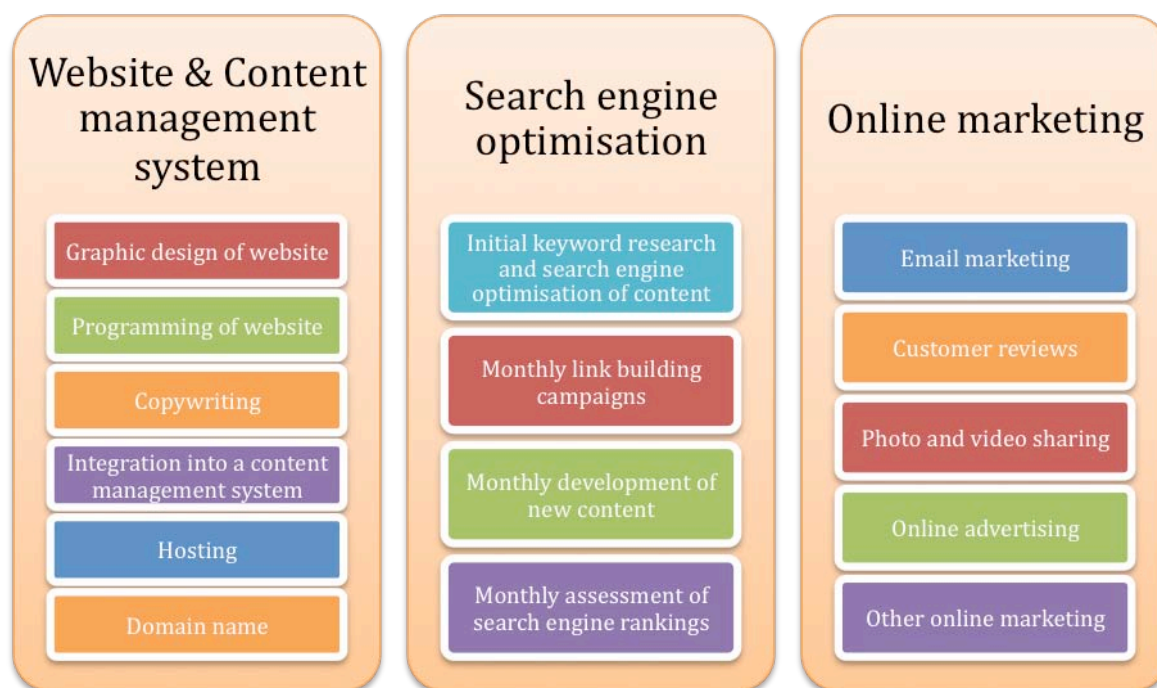 Website & Content
management
system
Graphic design of website
Programming of website
Copywriting
Integration into a content
management system
Hosting
Domain name
Search engine
optimisation
Initial keyword research
and search engine
optimisation of content
Monthly link building
campaigns
Monthly development of
new content
Monthly assessment of
search engine rankings
Online marketing
Email marketing
Customer reviews
Photo and video sharing
Online advertising
Other online marketing